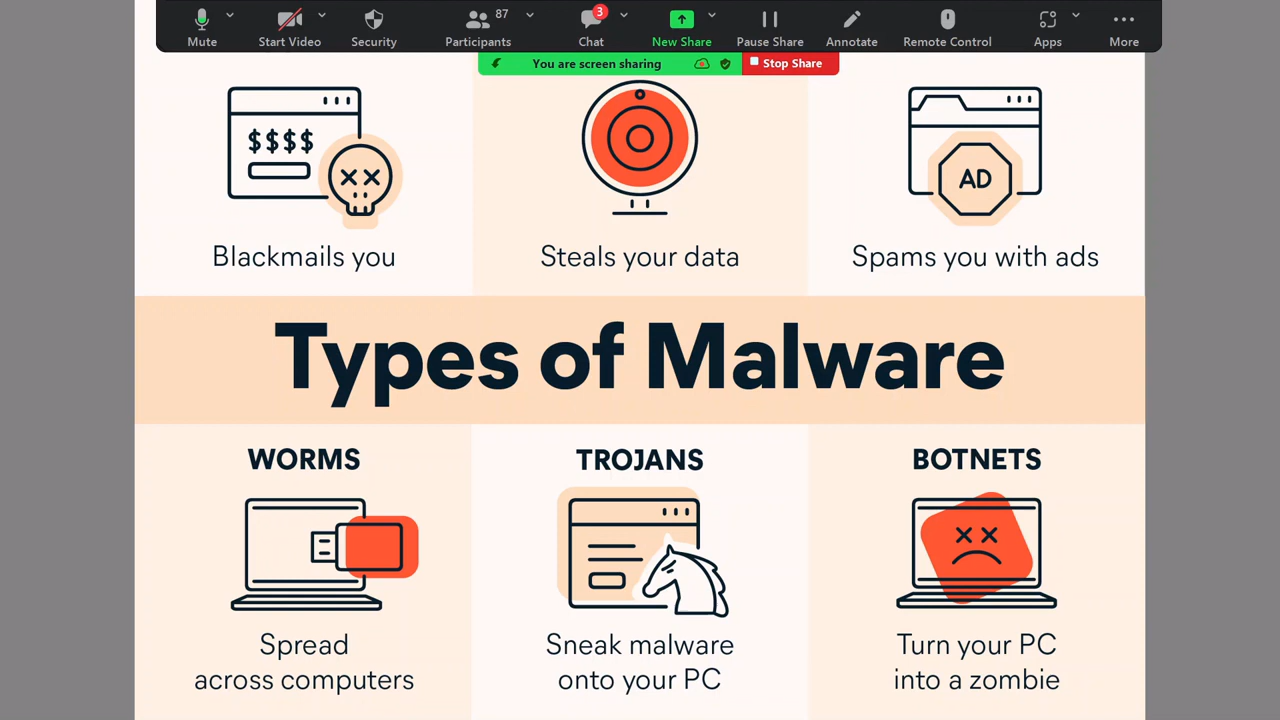 Mute
Start Video
Security
Participants
87
Chat
3
New Share
Pause Share
Annotate
Remote Control
Apps
More
You are screen sharing
Stop Share
$$$$
AD
Blackmails you
Steals your data
Spams you with ads
Types of Malware
WORMS
TROJANS
BOTNETS
Spread
across computers
Sneak malware
onto your PC
Turn your PC
into a zombie